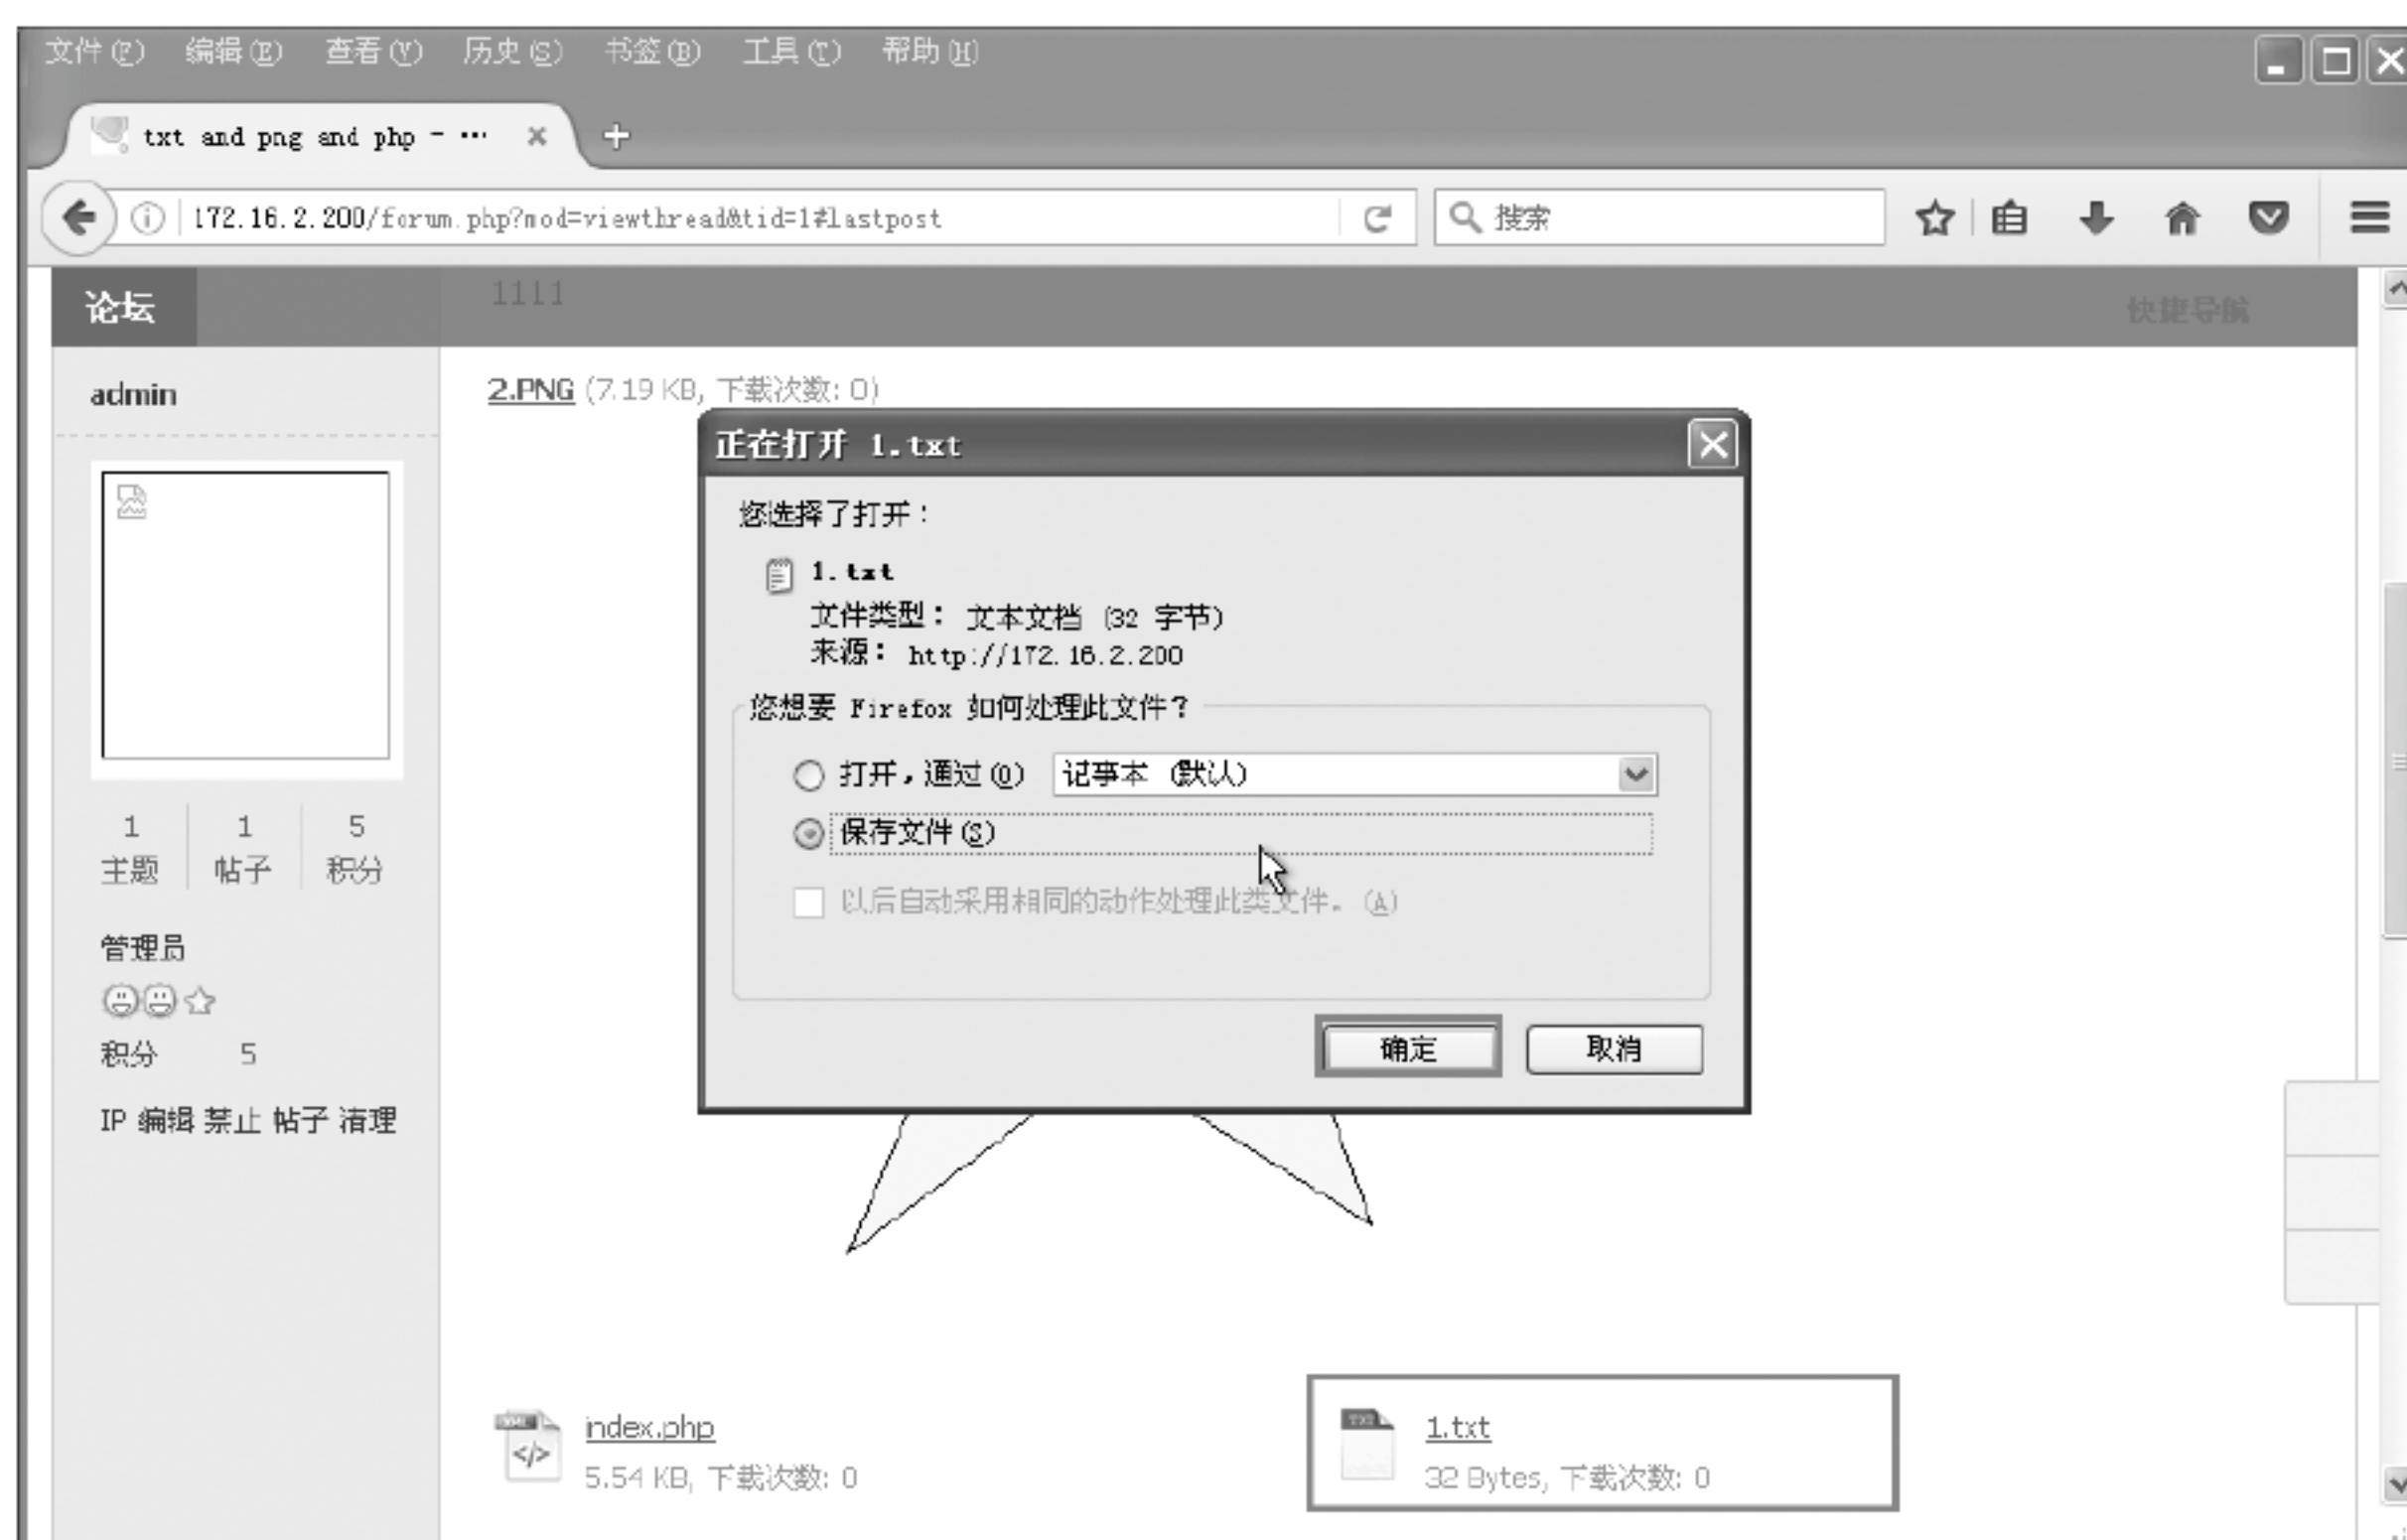 文件(F) 编辑(E) 查看(V) 历史(S) 书签(B) 工具(T) 帮助(H)
txt and png and php - ···
172.16.2.200/forum.php?mod=viewthread&tid=1#lastpost
搜索
论坛
1111
快捷导航
admin
2.PNG (7.19 KB, 下载次数: 0)
正在打开 1.txt
您选择了打开：
1.txt
文件类型： 文本文档 (32 字节)
来源： http://172.16.2.200
您想要 Firefox 如何处理此文件？
打开，通过(O) 记事本 (默认)
保存文件(S)
以后自动采用相同的动作处理此类文件。(A)
确定 取消
1 1 5
主题 帖子 积分
管理员
积分 5
IP 编辑 禁止 帖子 清理
index.php
5.54 KB, 下载次数: 0
TXT
1.txt
32 Bytes, 下载次数: 0